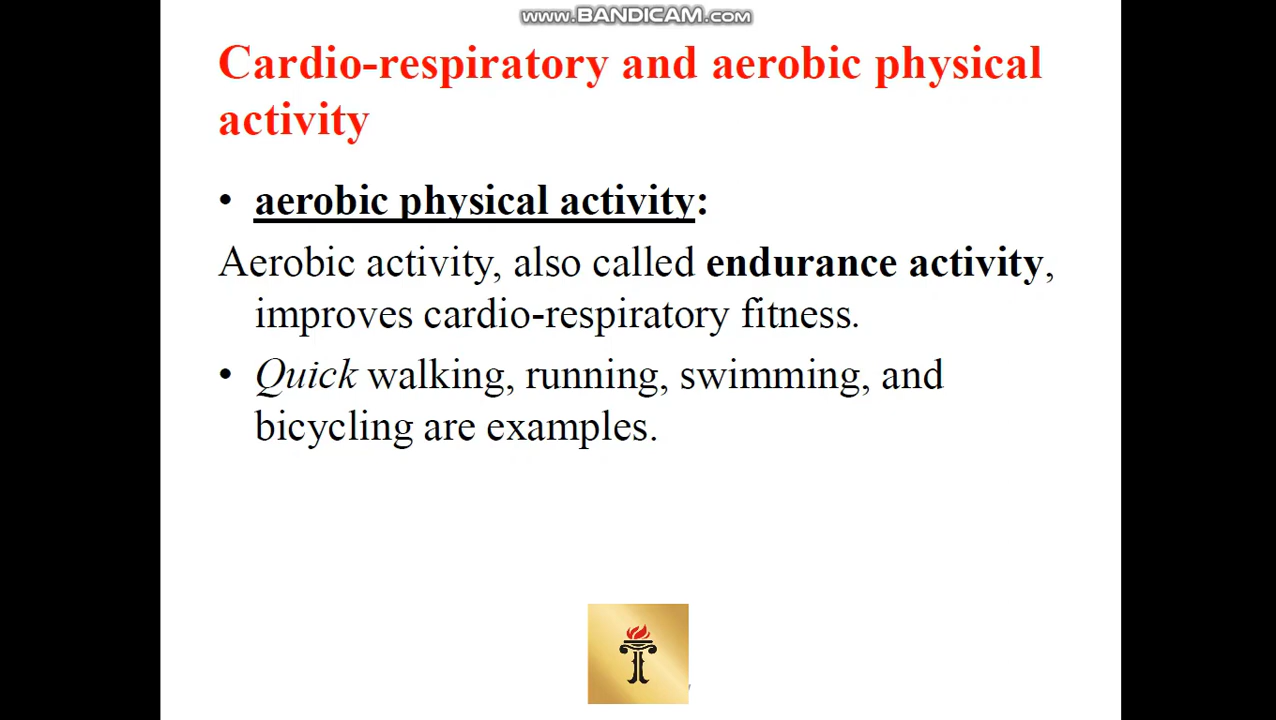 www.BANDICAM.com
Cardio-respiratory and aerobic physical
activity
• aerobic physical activity:
Aerobic activity, also called endurance activity,
improves cardio-respiratory fitness.
• Quick walking, running, swimming, and
bicycling are examples.